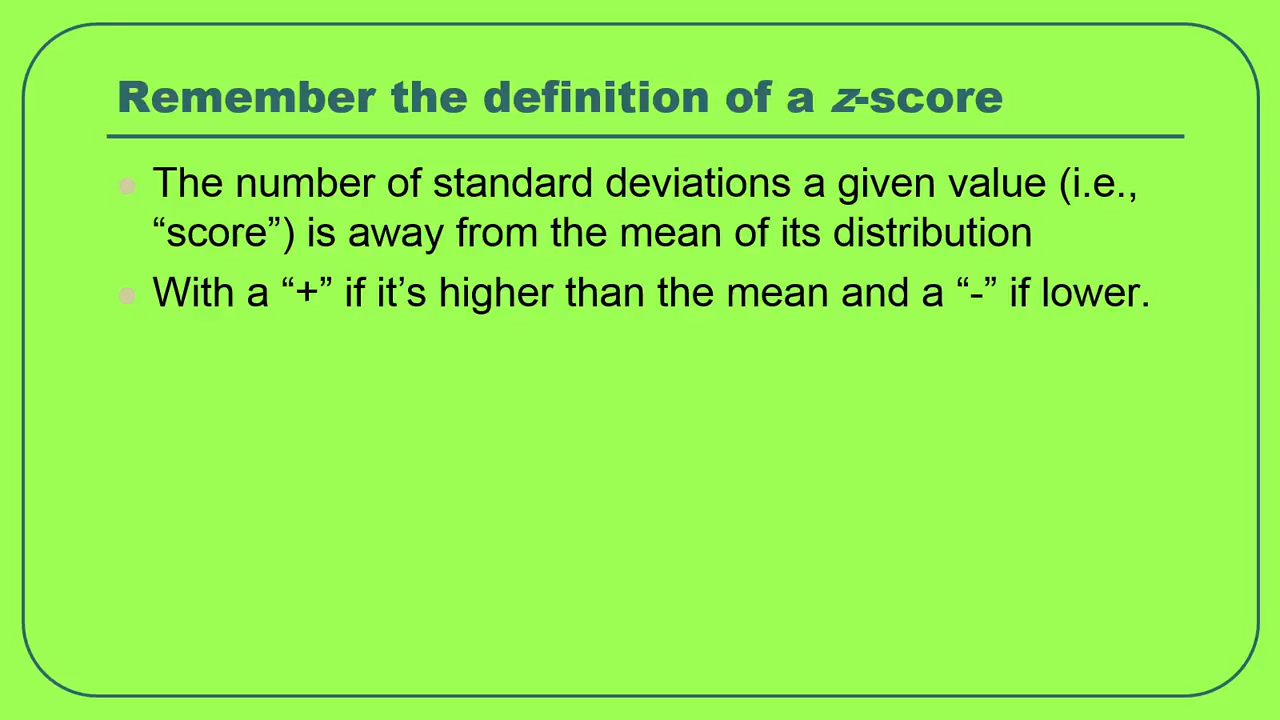 Remember the definition of a z-score
The number of standard deviations a given value (i.e.,
“score”) is away from the mean of its distribution
With a “+” if it’s higher than the mean and a “-” if lower.